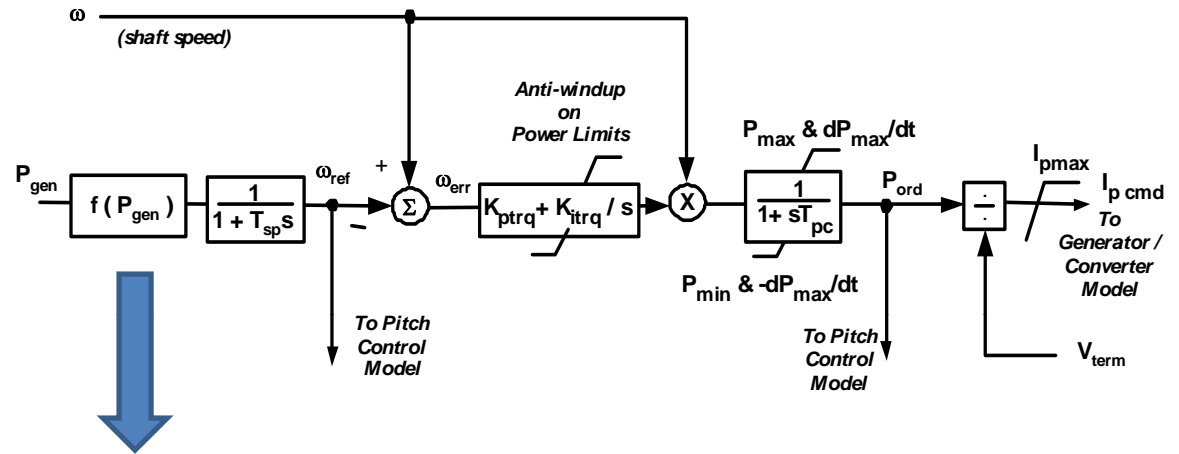 ω
(shaft speed)
Anti-windup
on
Power Limits
P_max & dP_max/dt
P_gen
f ( P_gen )
1
1 + T_sp s
ω_ref
+
−
Σ
ω_err
K_ptrq + K_itrq / s
X
1
1 + sT_pc
P_ord
÷
I_pmax
I_p cmd
To
Generator /
Converter
Model
P_min & -dP_max/dt
To Pitch
Control
Model
To Pitch
Control
Model
V_term